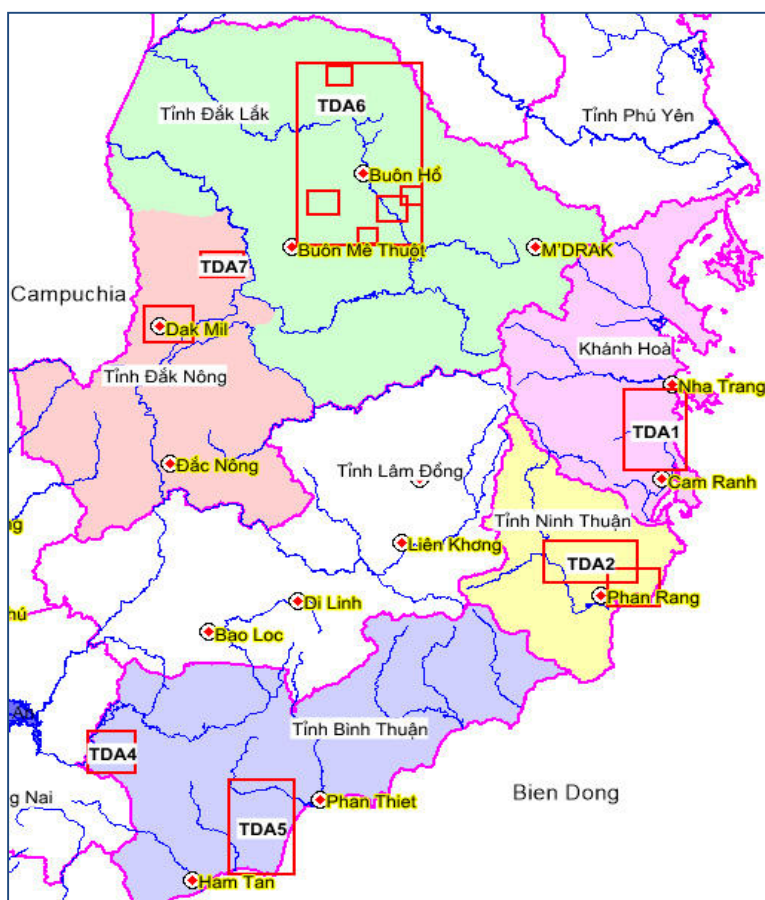 TDA6
Tỉnh Đắk Lắk
Tỉnh Phú Yên
Buôn Hồ
Buôn Mê Thuột
M'DRAK
TDA7
Campuchia
Dak Mil
Khánh Hoà
Tỉnh Đắk Nông
Nha Trang
TDA1
Đắc Nông
Tỉnh Lâm Đồng
Cam Ranh
Tỉnh Ninh Thuận
Liên Khơng
TDA2
Phan Rang
Di Linh
Bao Loc
Tỉnh Bình Thuận
TDA4
g Nai
Phan Thiet
Bien Dong
TDA5
Ham Tan